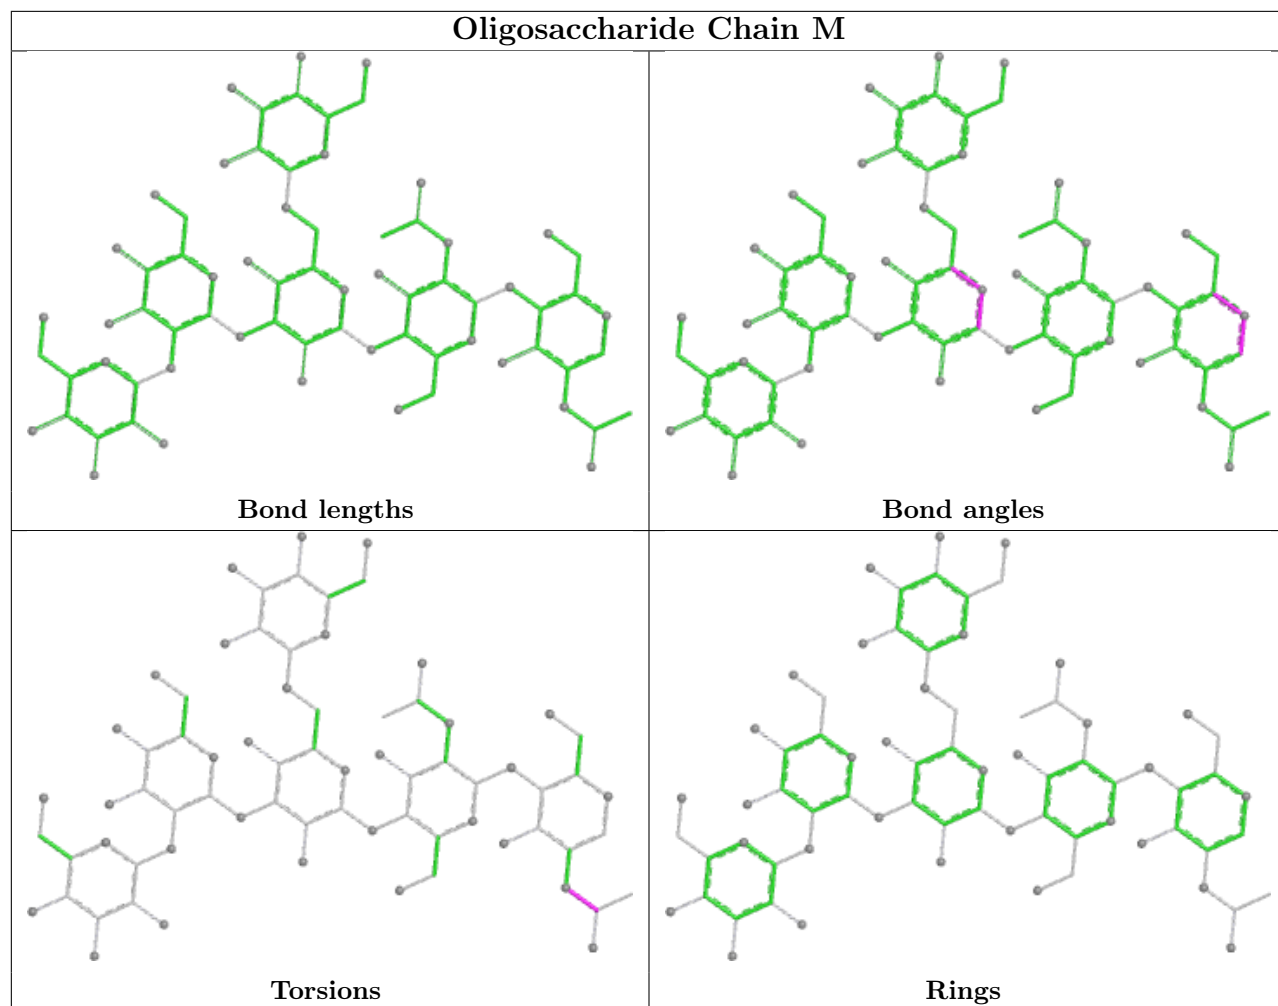 Oligosaccharide Chain M
Bond lengths
Bond angles
Torsions
Rings